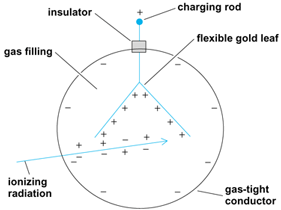 +
charging rod
insulator
flexible gold leaf
gas filling
ionizing
radiation
gas-tight
conductor